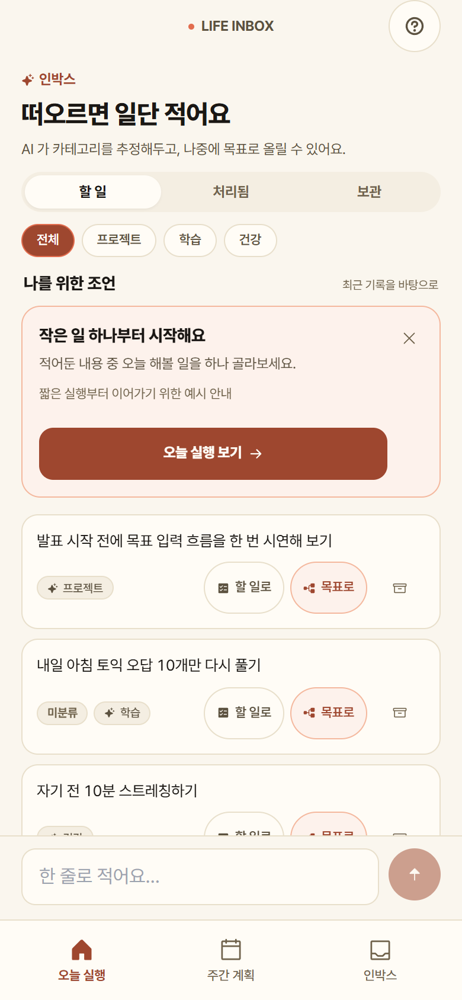 LIFE INBOX
인박스
떠오르면 일단 적어요
AI 가 카테고리를 추정해두고, 나중에 목표로 올릴 수 있어요.
할 일
처리됨
보관
전체
프로젝트
학습
건강
나를 위한 조언
최근 기록을 바탕으로
작은 일 하나부터 시작해요
적어둔 내용 중 오늘 해볼 일을 하나 골라보세요.
짧은 실행부터 이어가기 위한 예시 안내
오늘 실행 보기 →
발표 시작 전에 목표 입력 흐름을 한 번 시연해 보기
프로젝트
할 일로
목표로
내일 아침 토익 오답 10개만 다시 풀기
미분류
학습
할 일로
목표로
자기 전 10분 스트레칭하기
할 일로
목표로
한 줄로 적어요...
오늘 실행
주간 계획
인박스